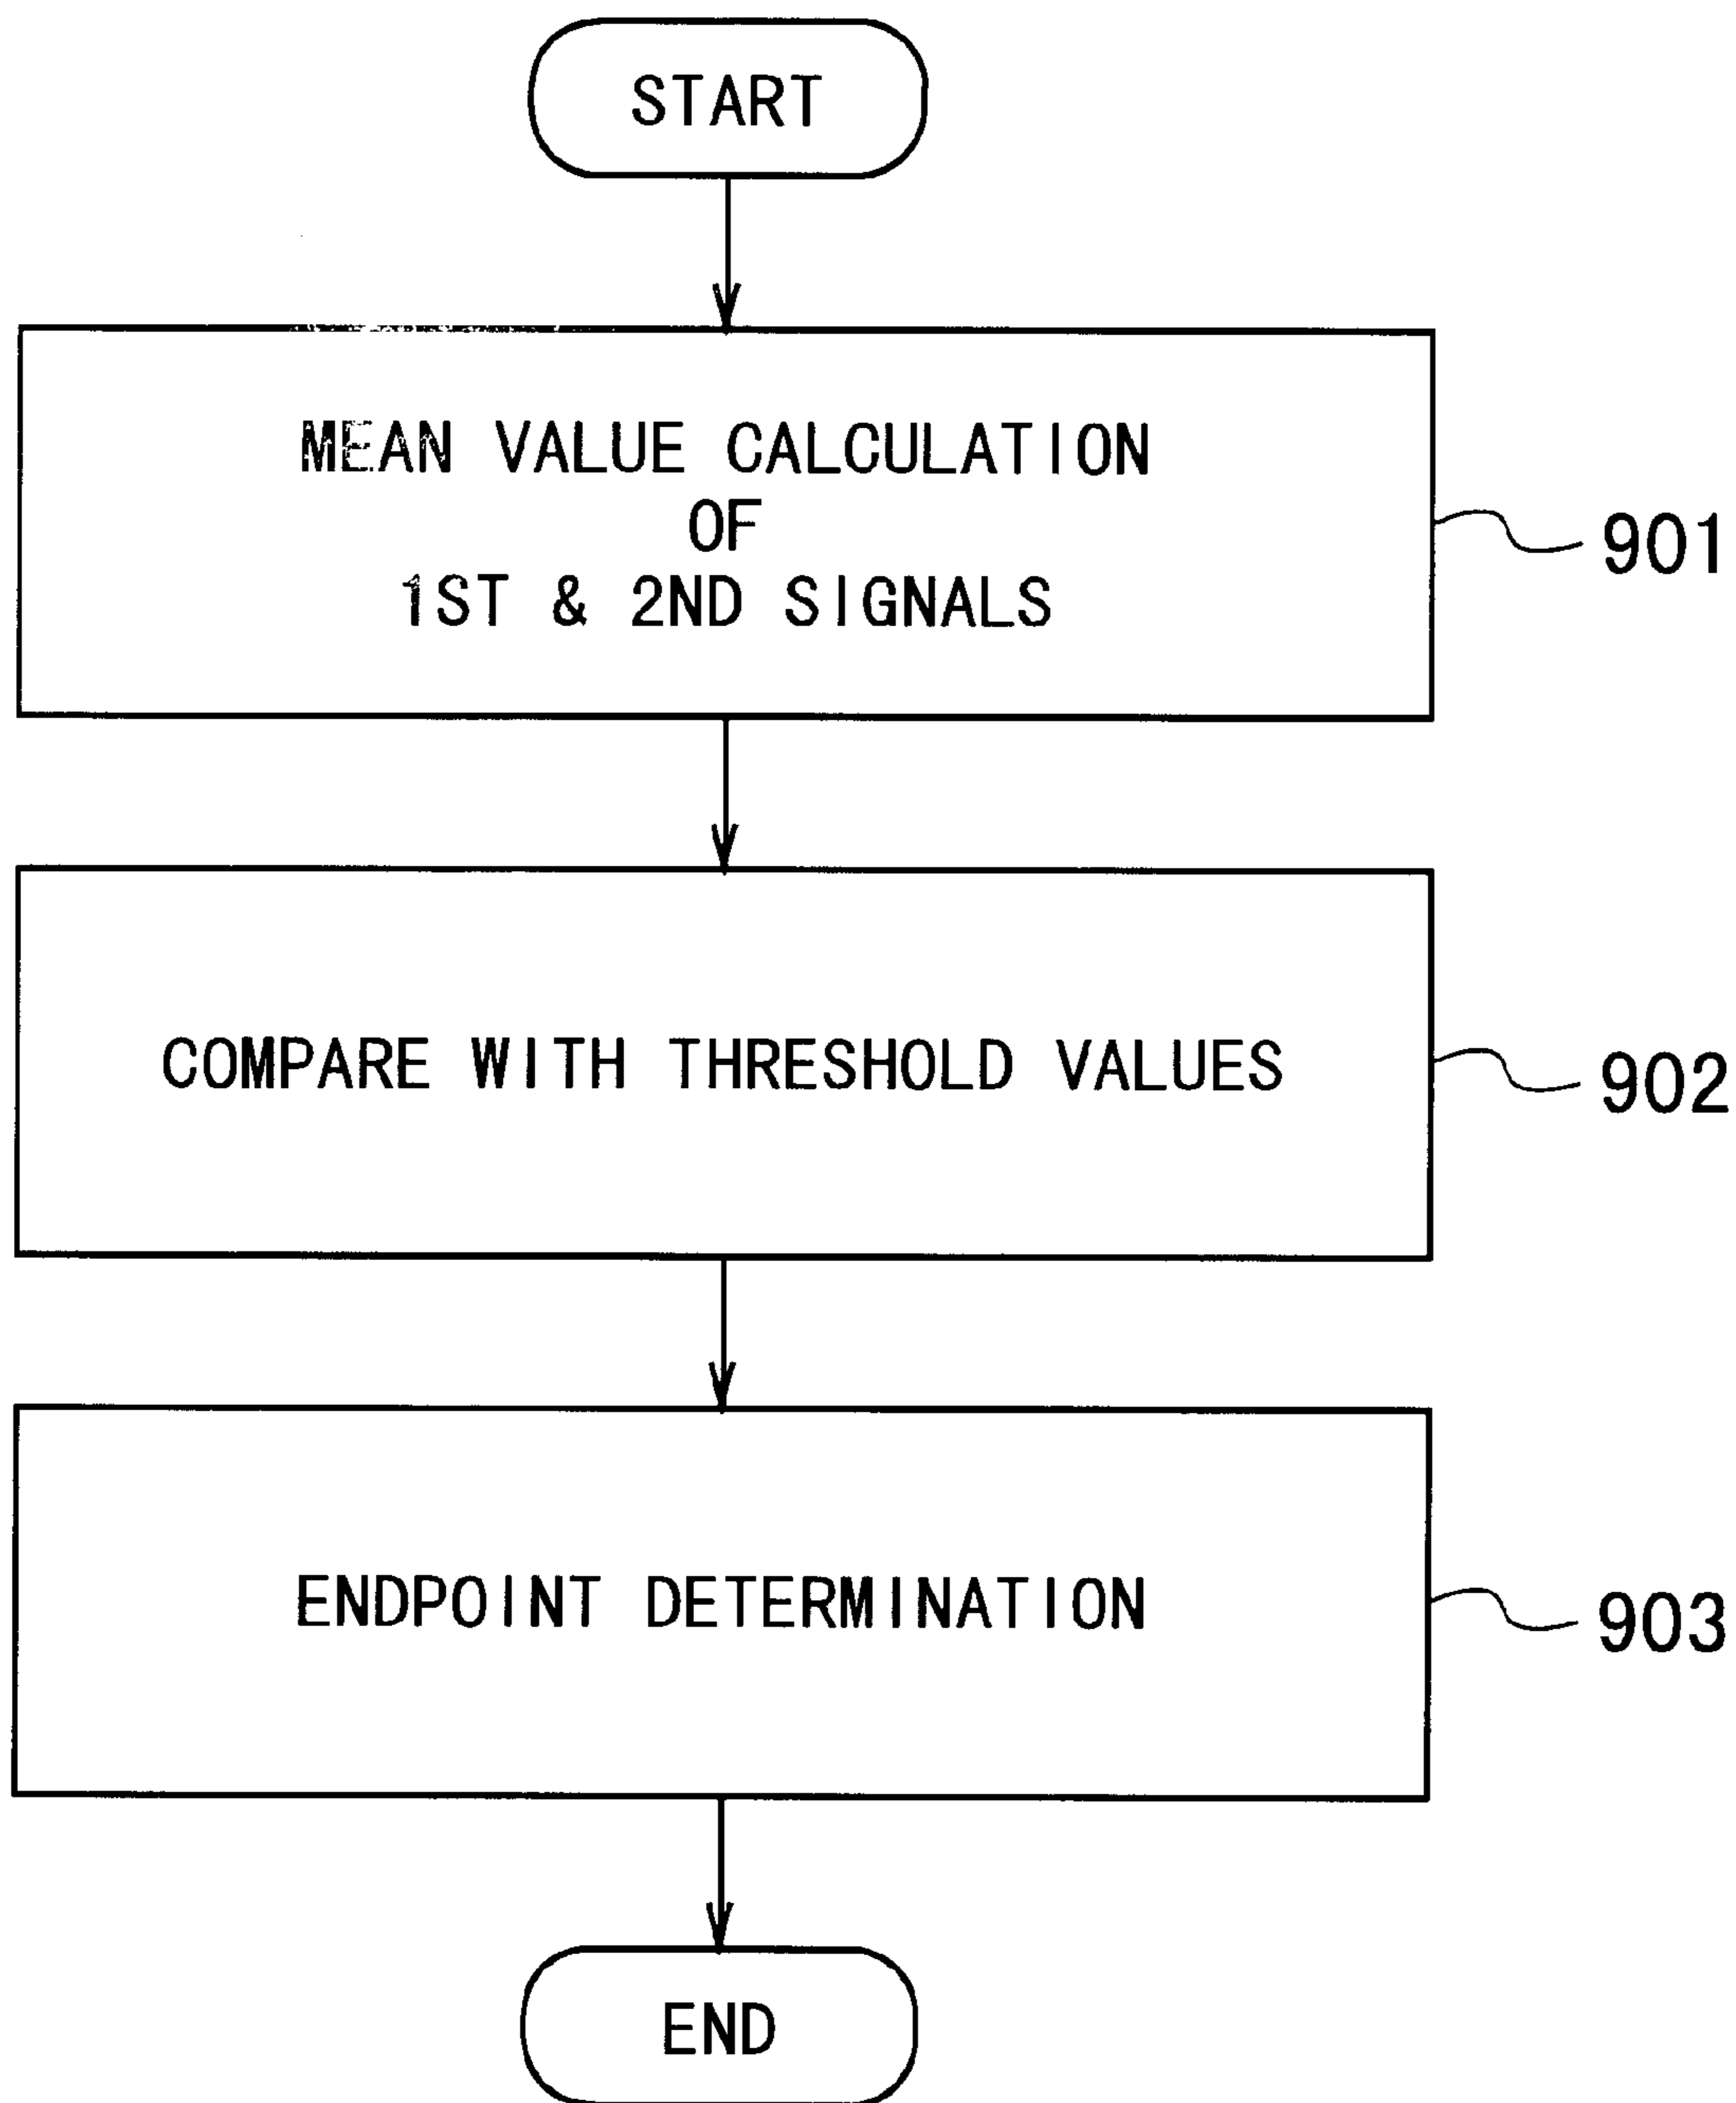 START
MEAN VALUE CALCULATION
OF
1ST & 2ND SIGNALS
901
COMPARE WITH THRESHOLD VALUES
902
ENDPOINT DETERMINATION
903
END